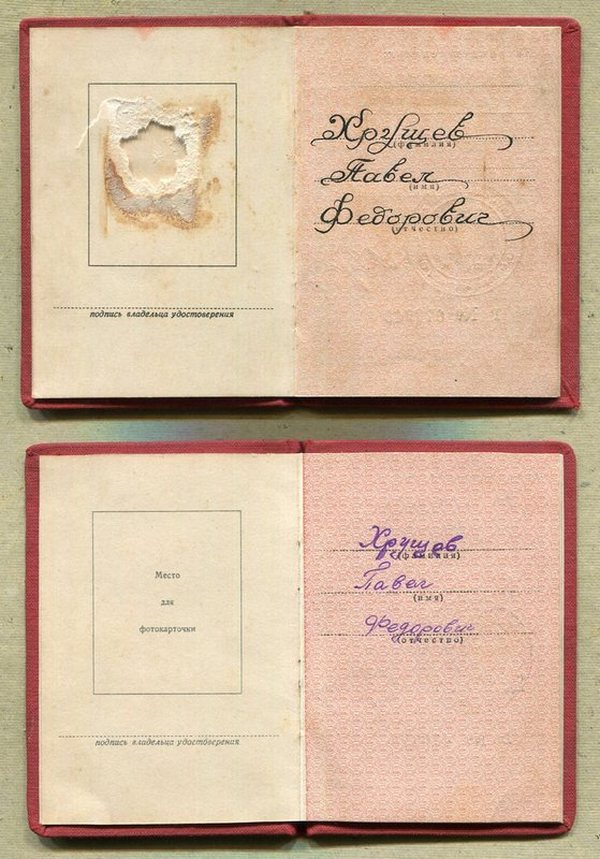 Хрущев
(фамилия)
Павел
(имя)
Федорович
(отчество)
подпись владельца удостоверения
Место
для
фотокарточки
подпись владельца удостоверения
Хрущев
(фамилия)
Павел
(имя)
Федорович
(отчество)